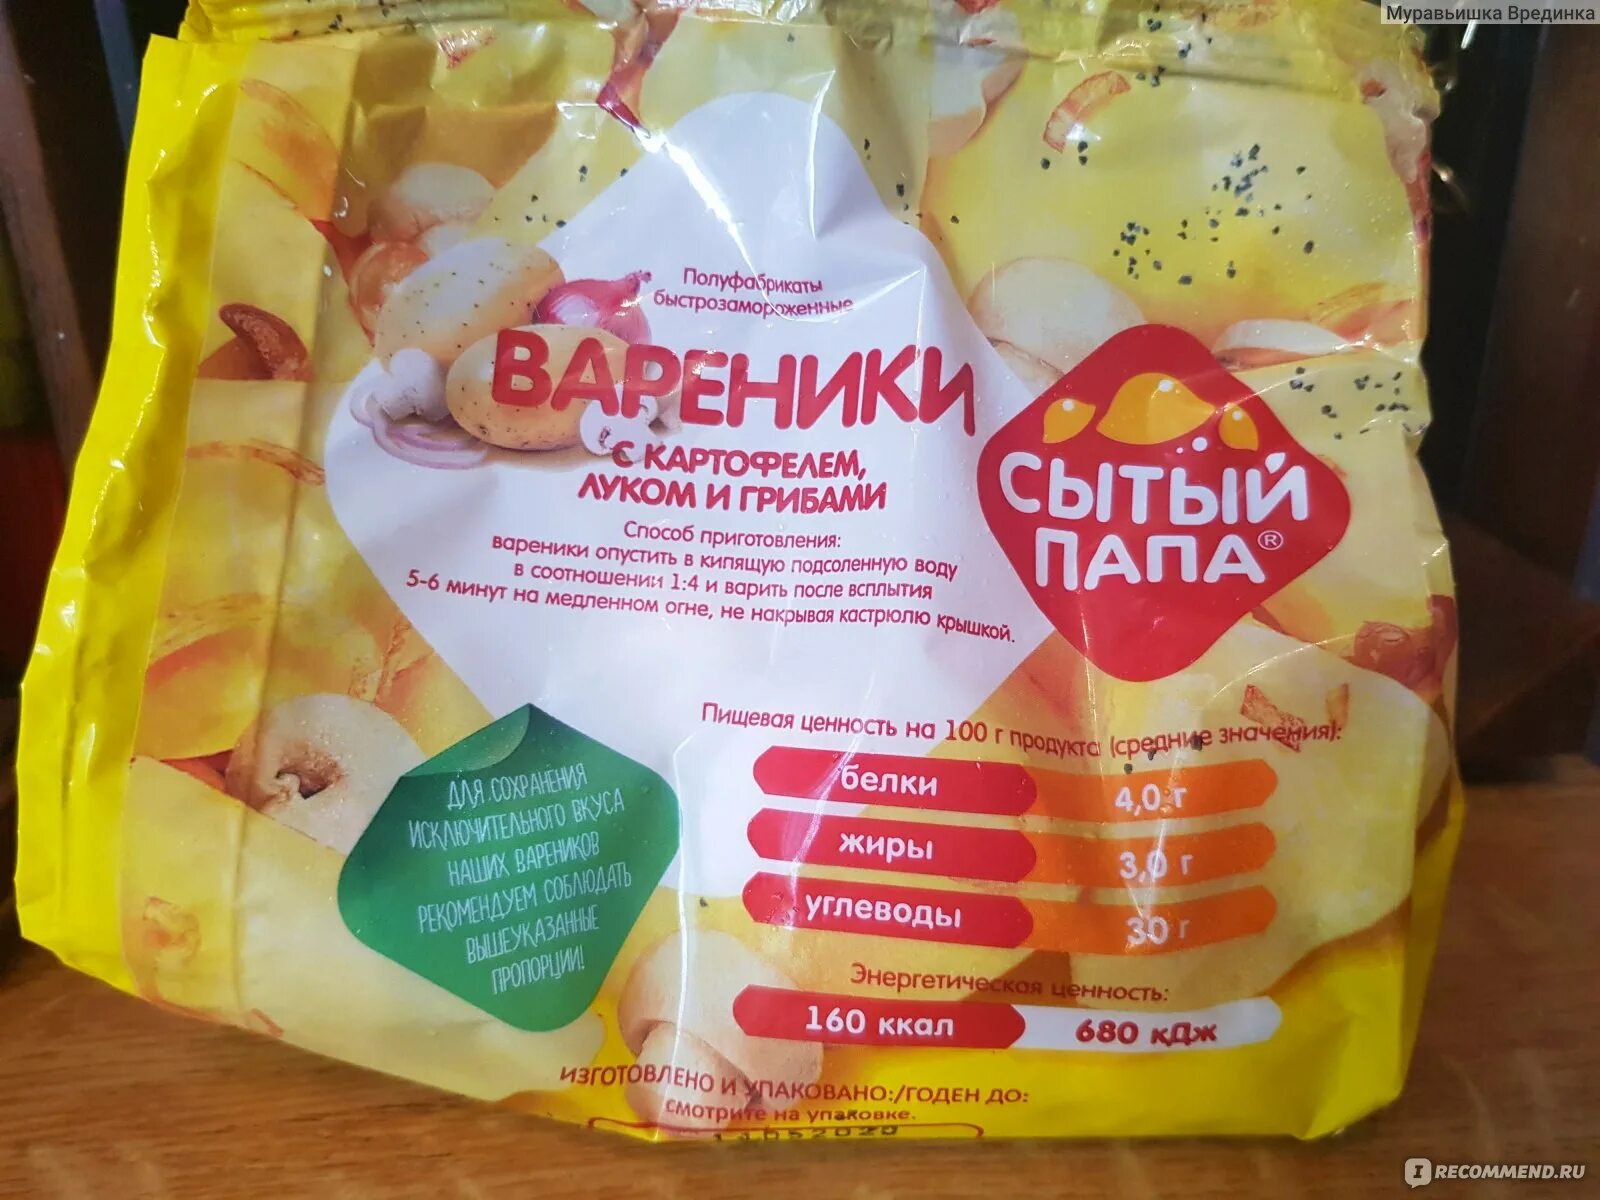 Муравьишка Врединка
Полуфабрикаты
быстрозамороженные
ВАРЕНИКИ
С КАРТОФЕЛЕМ,
ЛУКОМ И ГРИБАМИ
Способ приготовления:
вареники опустить в кипящую подсоленную воду
в соотношении 1:4 и варить после всплытия
5-6 минут на медленном огне, не накрывая кастрюлю крышкой.
СЫТЫЙ
ПАПА®
Пищевая ценность на 100 г продукта (средние значения):
белки 4,0 г
жиры 3,0 г
углеводы 30 г
Энергетическая ценность:
160 ккал 680 кДж
ДЛЯ СОХРАНЕНИЯ
ИСКЛЮЧИТЕЛЬНОГО ВКУСА
НАШИХ ВАРЕНИКОВ
РЕКОМЕНДУЕМ СОБЛЮДАТЬ
ВЫШЕУКАЗАННЫЕ
ПРОПОРЦИИ!
ИЗГОТОВЛЕНО И УПАКОВАНО:/ГОДЕН ДО:
смотрите на упаковке.
IRECOMMEND.RU